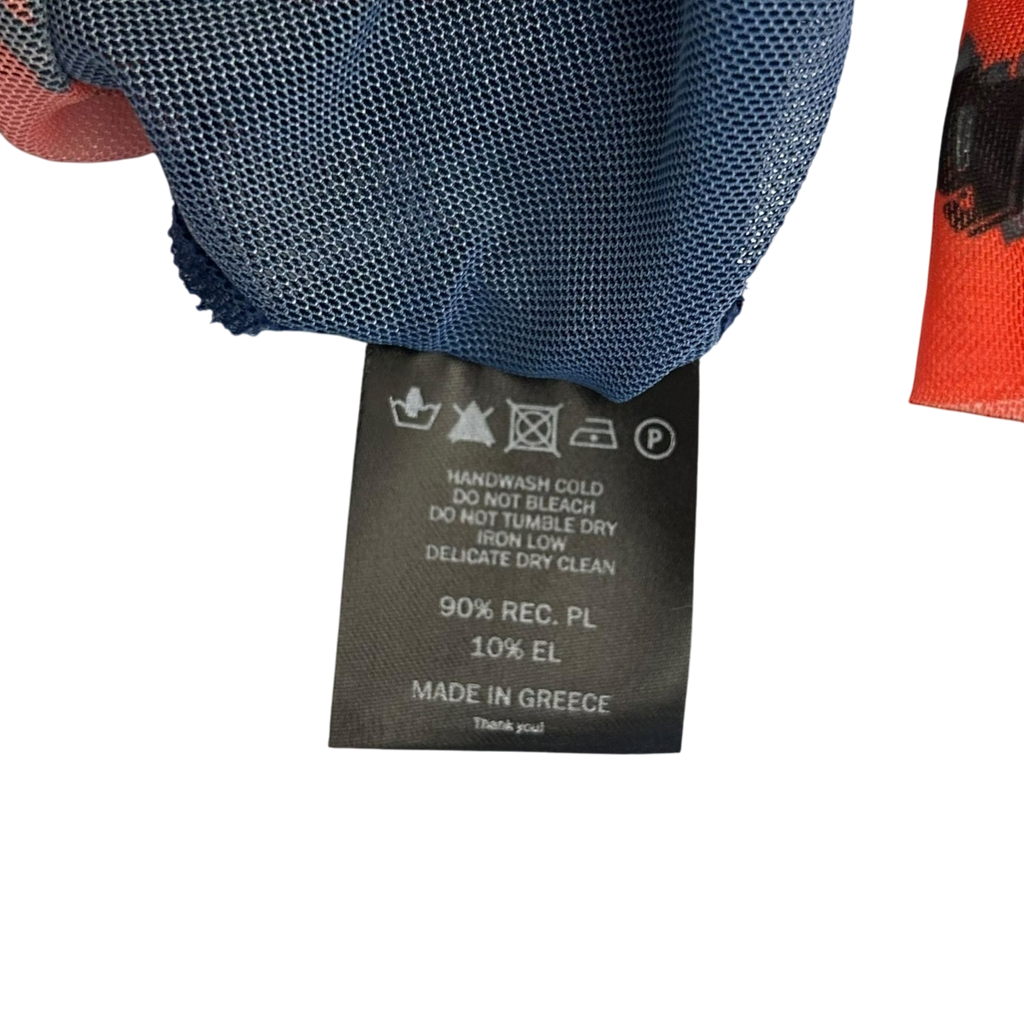 P
HANDWASH COLD
DO NOT BLEACH
DO NOT TUMBLE DRY
IRON LOW
DELICATE DRY CLEAN
90% REC. PL
10% EL
MADE IN GREECE
Thank you!